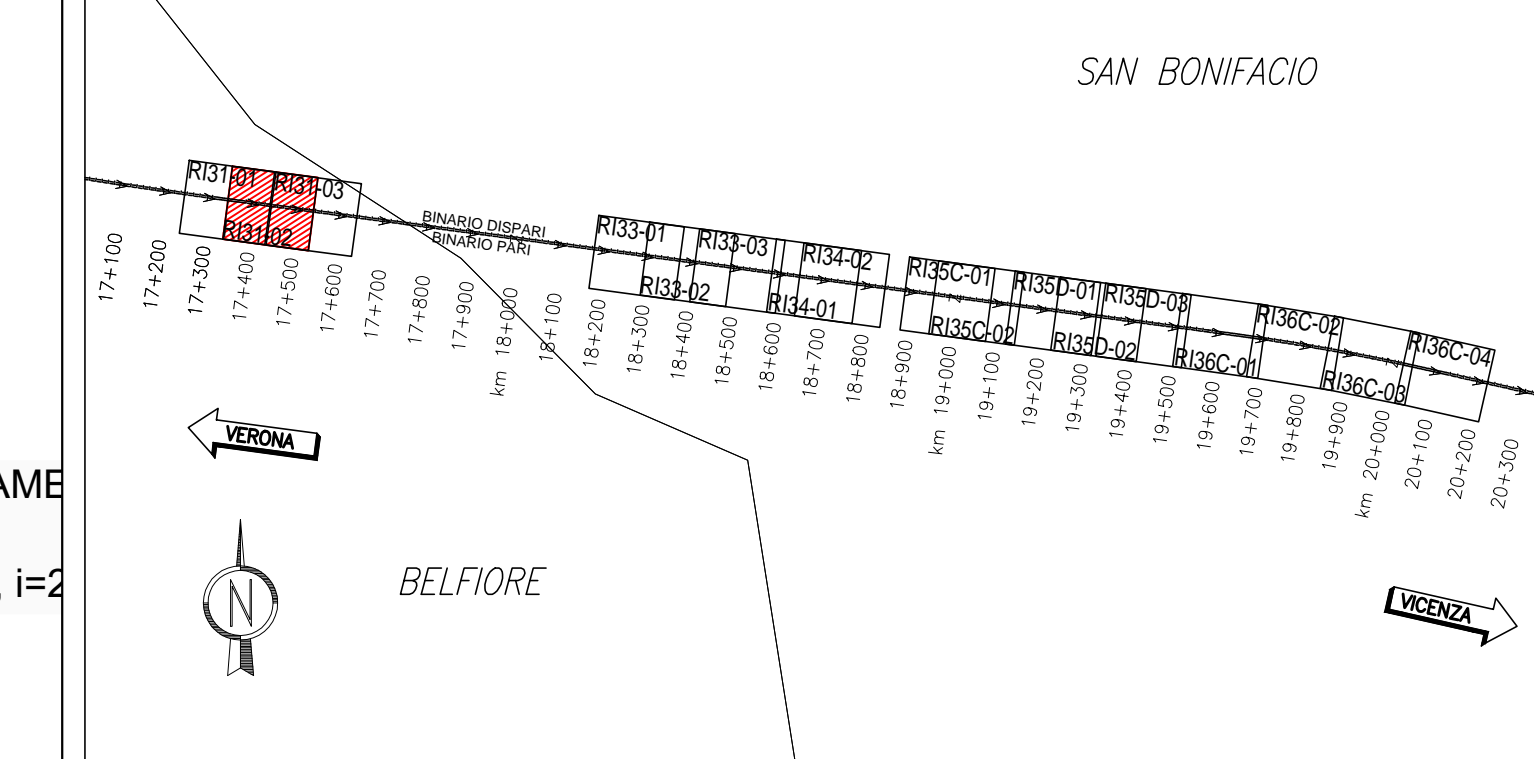 SAN BONIFACIO
RI31-01
RI31-03
RI31-02
BINARIO DISPARI
BINARIO PARI
RI33-01
RI33-03
RI34-02
RI33-02
RI34-01
RI35C-01
RI35D-01
RI35D-03
RI36C-02
RI36C-04
RI35C-02
RI35D-02
RI36C-01
RI36C-03
17+100
17+200
17+300
17+400
17+500
17+600
17+700
17+800
17+900
km 18+000
18+100
18+200
18+300
18+400
18+500
18+600
18+700
18+800
18+900
km 19+000
19+100
19+200
19+300
19+400
19+500
19+600
19+700
19+800
19+900
km 20+000
20+100
20+200
20+300
VERONA
AME
, i=2
N
BELFIORE
VICENZA